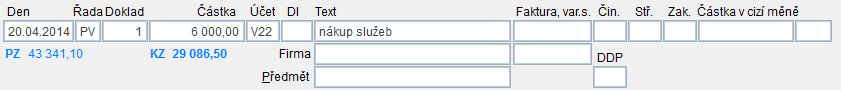 Den Řada Doklad Částka Účet DI Text Faktura, var.s. Čin. Stř. Zak. Částka v cizí měně
20.04.2014 PV 1 6 000,00 V22 nákup služeb
PZ 43 341,10 KZ 29 086,50 Firma DDP
Předmět